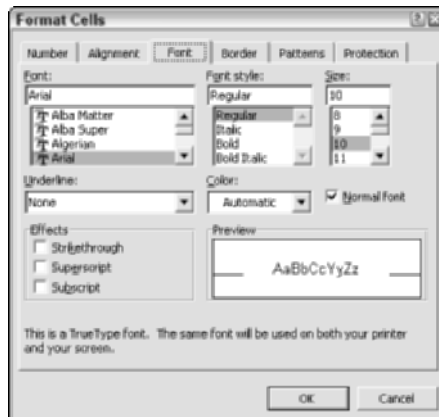 Format Cells
Number Alignment Font Border Patterns Protection
Font: Font style: Size:
Arial Regular 10
Alba Matter Regular 8
Alba Super Italic 9
Algerian Bold 10
Arial Bold Italic 11
Underline: Color:
None Automatic Normal font
Effects Preview
Strikethrough
Superscript AaBbCcYyZz
Subscript
This is a TrueType font. The same font will be used on both your printer
and your screen.
OK Cancel